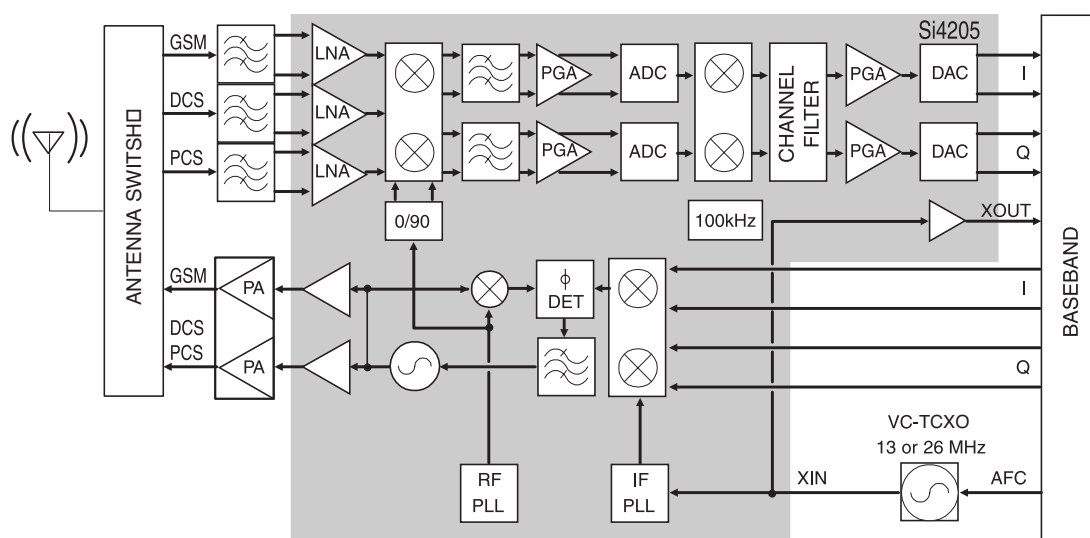 Si4205
GSM
DCS
PCS
LNA
LNA
LNA
PGA
PGA
ADC
ADC
CHANNEL
FILTER
PGA
PGA
DAC
DAC
I
Q
ANTENNA SWITSH□
0/90
100kHz
XOUT
BASEBAND
GSM
DCS
PCS
PA
PA
ϕ
DET
I
Q
RF
PLL
IF
PLL
XIN
VC-TCXO
13 or 26 MHz
AFC